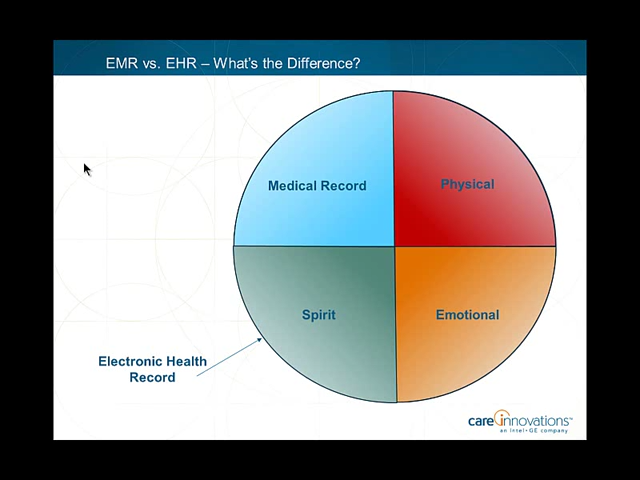 EMR vs. EHR – What's the Difference?
Medical Record
Physical
Spirit
Emotional
Electronic Health
Record
care innovations™
an Intel • GE company